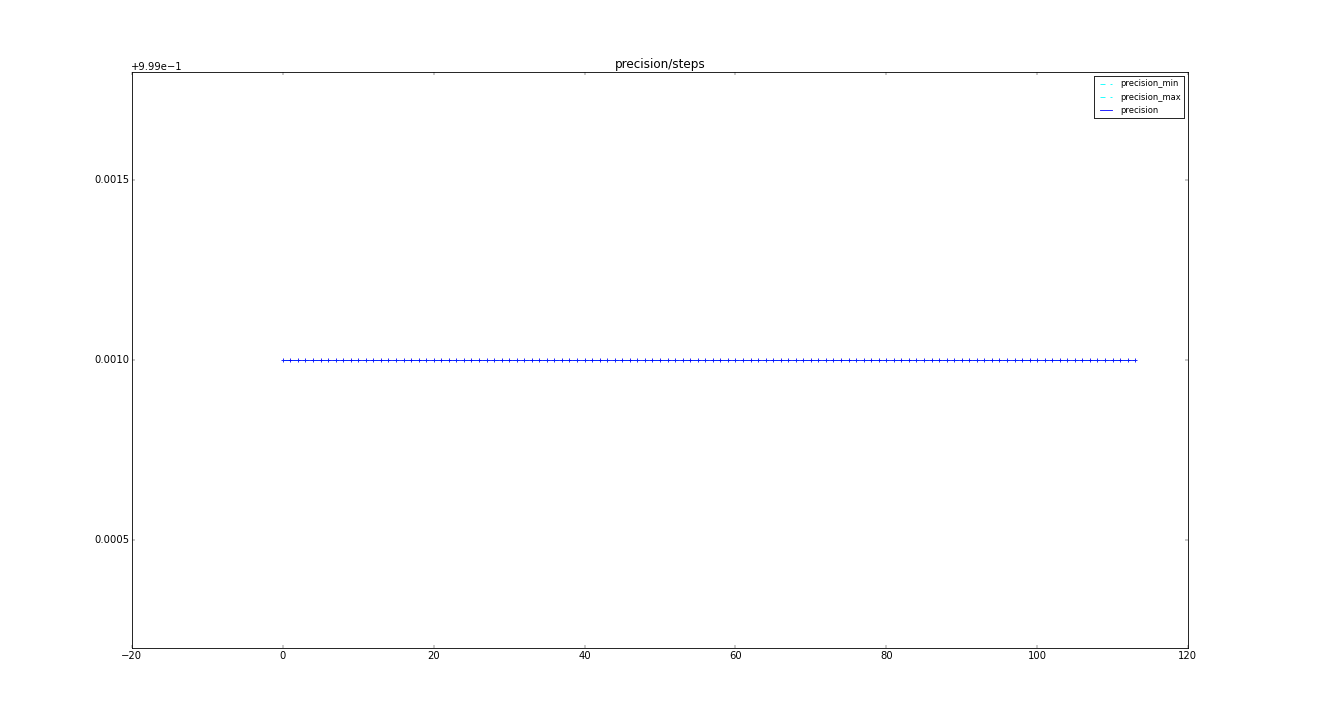 precision/steps
+9.99e−1
precision_min
precision_max
precision
0.0015
0.0010
0.0005
−20 0 20 40 60 80 100 120